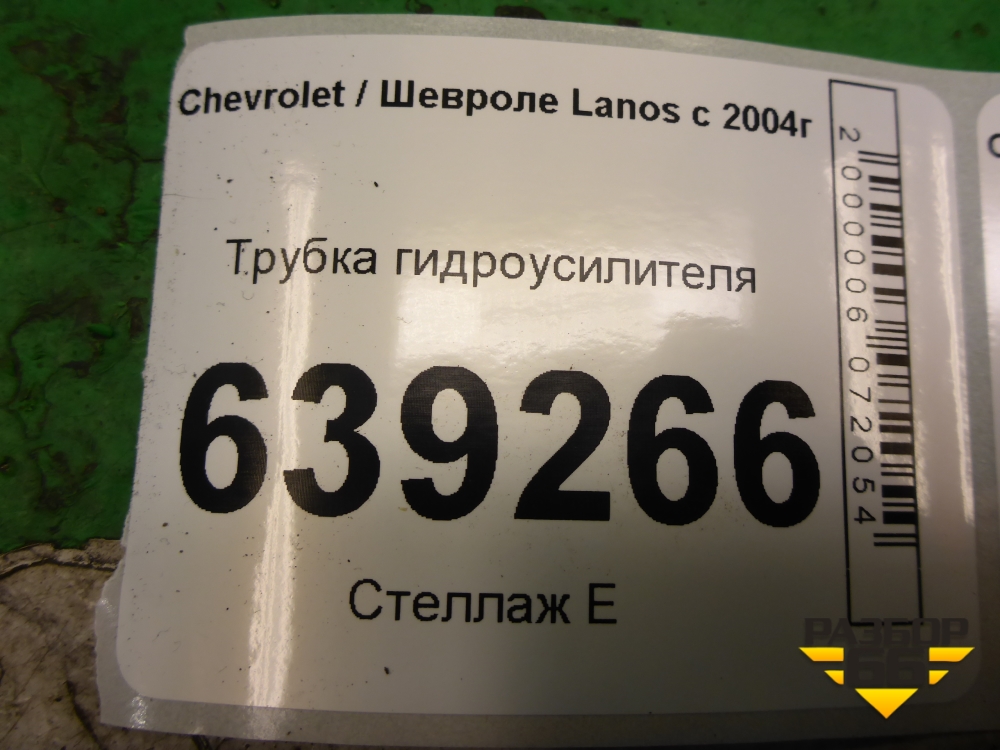 Chevrolet / Шевроле Lanos с 2004г
Трубка гидроусилителя
639266
Стеллаж Е
2000006072054
РАЗБОР
66